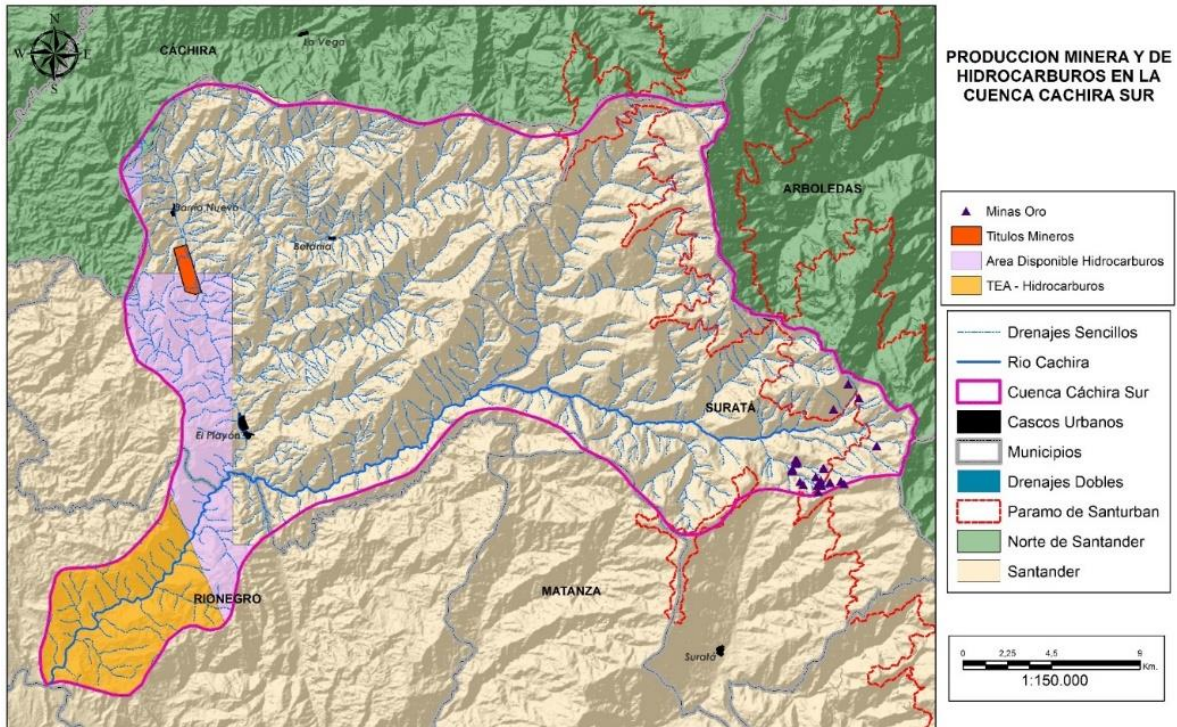 PRODUCCION MINERA Y DE
HIDROCARBUROS EN LA
CUENCA CACHIRA SUR
N
W
E
S
CÁCHIRA
La Vega
ARBOLEDAS
Barrio Nuevo
Betania
SURATÁ
El Playón
RIONEGRO
MATANZA
Suratá
Minas Oro
Titulos Mineros
Area Disponible Hidrocarburos
TEA - Hidrocarburos
Drenajes Sencillos
Rio Cachira
Cuenca Cáchira Sur
Cascos Urbanos
Municipios
Drenajes Dobles
Paramo de Santurban
Norte de Santander
Santander
0 2,25 4,5 9
Km.
1:150.000